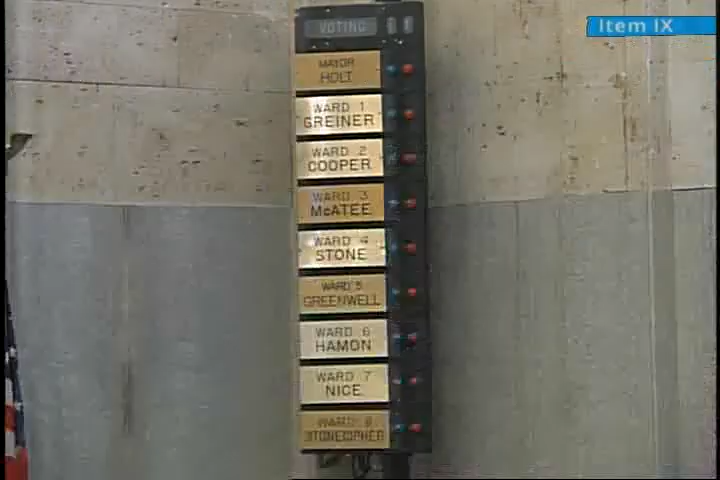 Item IX
VOTING
MAYOR
HOLT
WARD 1
GREINER
WARD 2
COOPER
WARD 3
McATEE
WARD 4
STONE
WARD 5
GREENWELL
WARD 6
HAMON
WARD 7
NICE
WARD 8
STONECIPHER